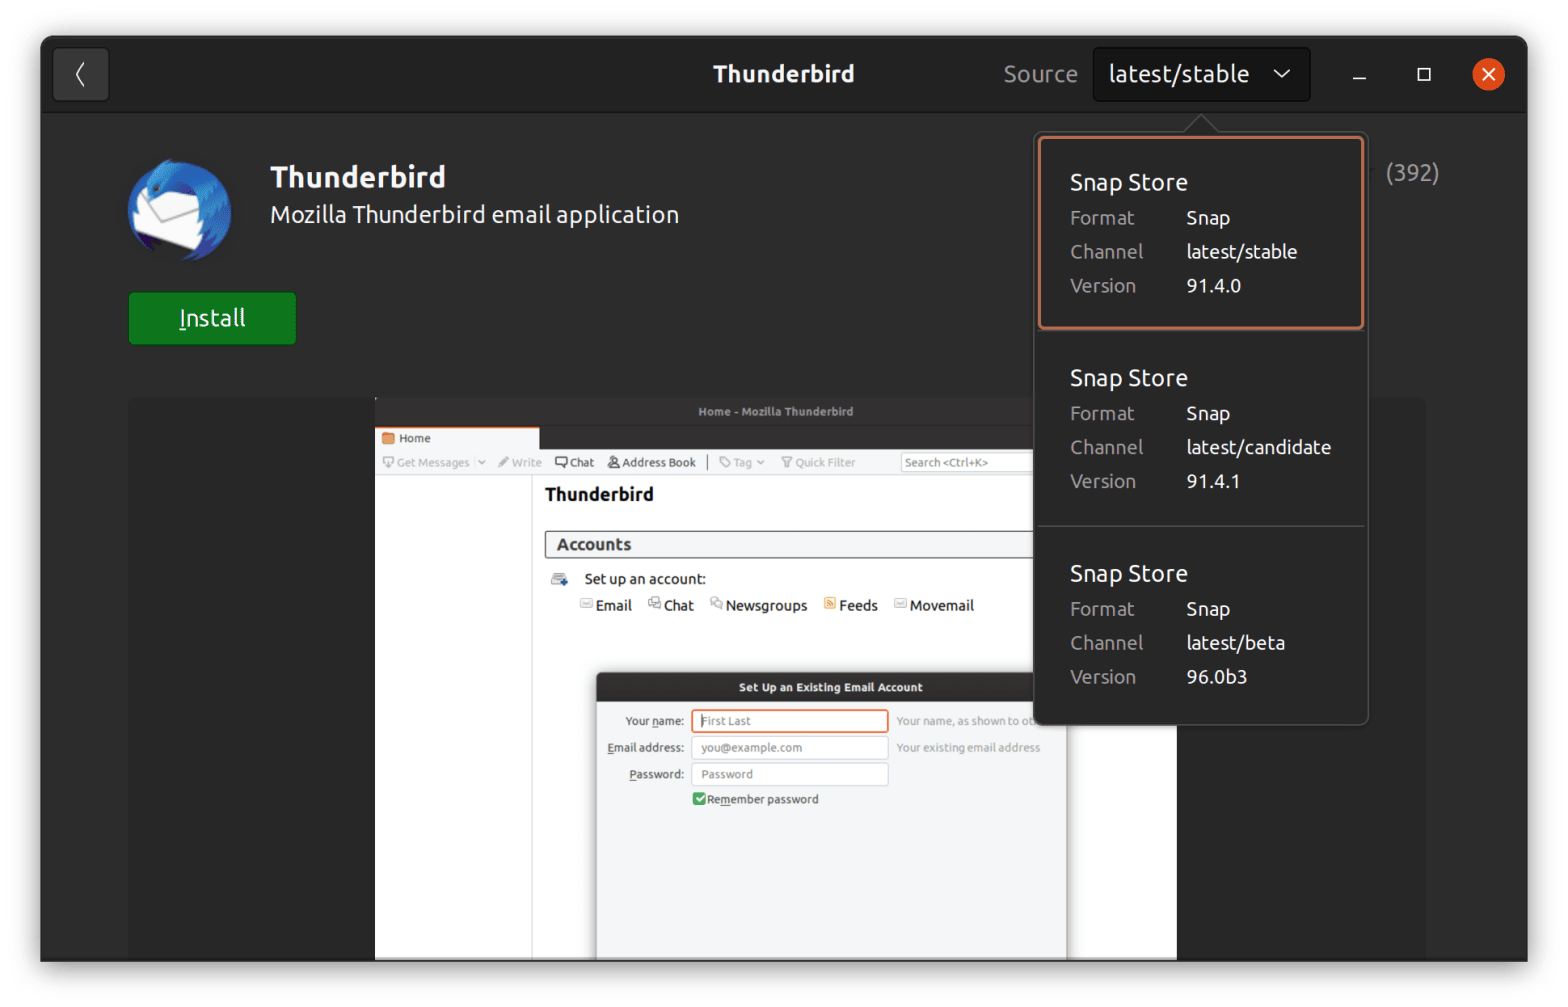 Thunderbird
Source latest/stable
Thunderbird
Mozilla Thunderbird email application
(392)
Install
Snap Store
Format Snap
Channel latest/stable
Version 91.4.0
Snap Store
Format Snap
Channel latest/candidate
Version 91.4.1
Snap Store
Format Snap
Channel latest/beta
Version 96.0b3
Home - Mozilla Thunderbird
Home
Get Messages Write Chat Address Book Tag Quick Filter Search <Ctrl+K>
Thunderbird
Accounts
Set up an account:
Email Chat Newsgroups Feeds Movemail
Set Up an Existing Email Account
Your name: First Last Your name, as shown to
Email address: you@example.com Your existing email address
Password: Password
Remember password